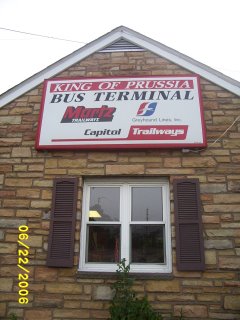 KING OF PRUSSIA
BUS TERMINAL
Martz
TRAILWAYS
Greyhound Lines, Inc.
Capitol Trailways
06/22/2006